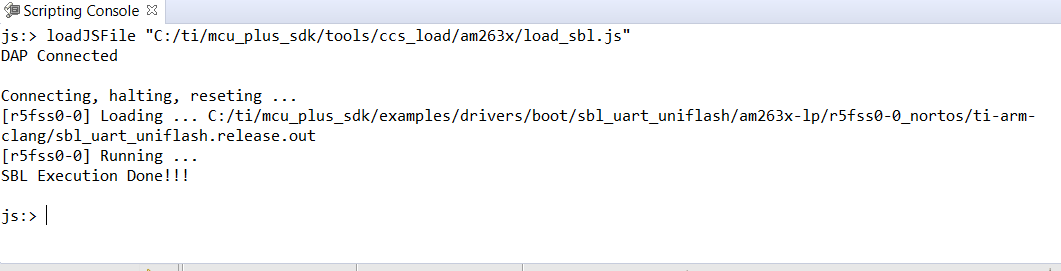 Scripting Console
js:> loadJSFile "C:/ti/mcu_plus_sdk/tools/ccs_load/am263x/load_sbl.js"
DAP Connected
Connecting, halting, reseting ...
[r5fss0-0] Loading ... C:/ti/mcu_plus_sdk/examples/drivers/boot/sbl_uart_uniflash/am263x-lp/r5fss0-0_nortos/ti-arm-
clang/sbl_uart_uniflash.release.out
[r5fss0-0] Running ...
SBL Execution Done!!!
js:>